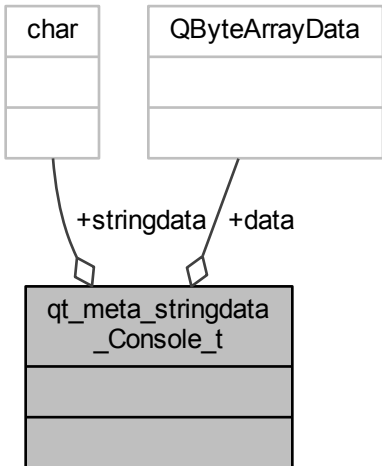 char
QByteArrayData
+stringdata
+data
qt_meta_stringdata
_Console_t